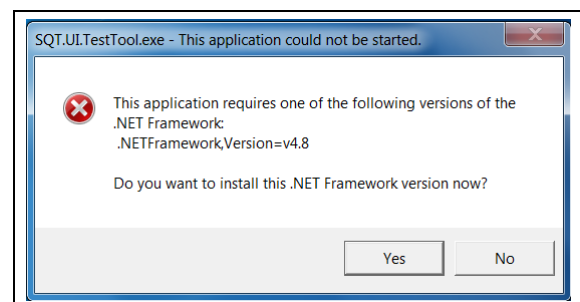 SQT.UI.TestTool.exe - This application could not be started.
This application requires one of the following versions of the
.NET Framework:
.NETFramework,Version=v4.8
Do you want to install this .NET Framework version now?
Yes No